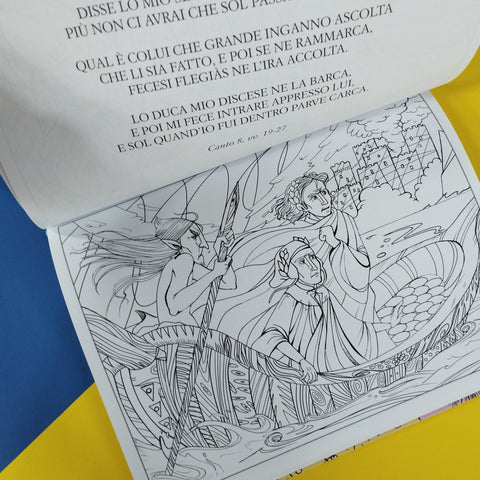 DISSE LO MIO
PIÙ NON CI AVRAI CHE SOL
QUAL È COLUI CHE GRANDE INGANNO ASCOLTA
CHE LI SIA FATTO, E POI SE NE RAMMARCA,
FECESI FLEGIÀS NE L'IRA ACCOLTA.
LO DUCA MIO DISCESE NE LA BARCA,
E POI MI FECE INTRARE APPRESSO LUI,
E SOL QUAND'IO FUI DENTRO PARVE CARCA.
Canto 8, vv. 19-27